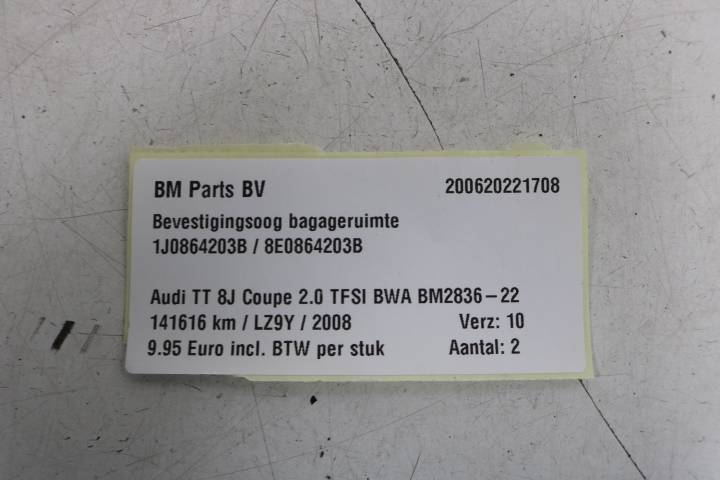 BM Parts BV 200620221708
Bevestigingsoog bagageruimte
1J0864203B / 8E0864203B
Audi TT 8J Coupe 2.0 TFSI BWA BM2836-22
141616 km / LZ9Y / 2008 Verz: 10
9.95 Euro incl. BTW per stuk Aantal: 2